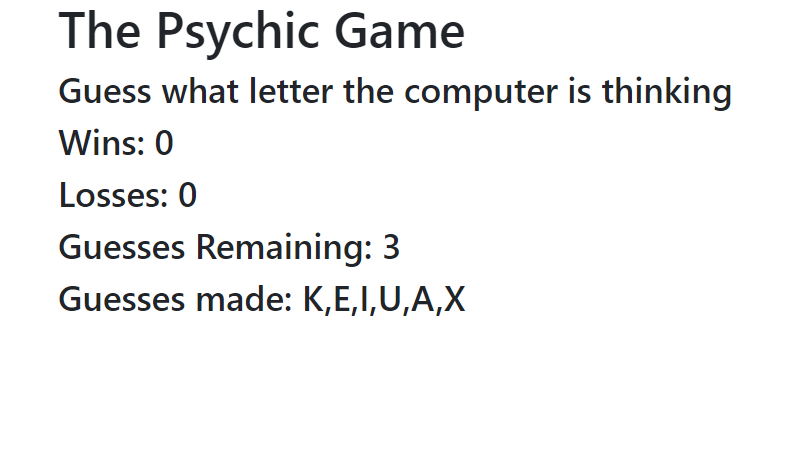 The Psychic Game
Guess what letter the computer is thinking
Wins: 0
Losses: 0
Guesses Remaining: 3
Guesses made: K,E,I,U,A,X